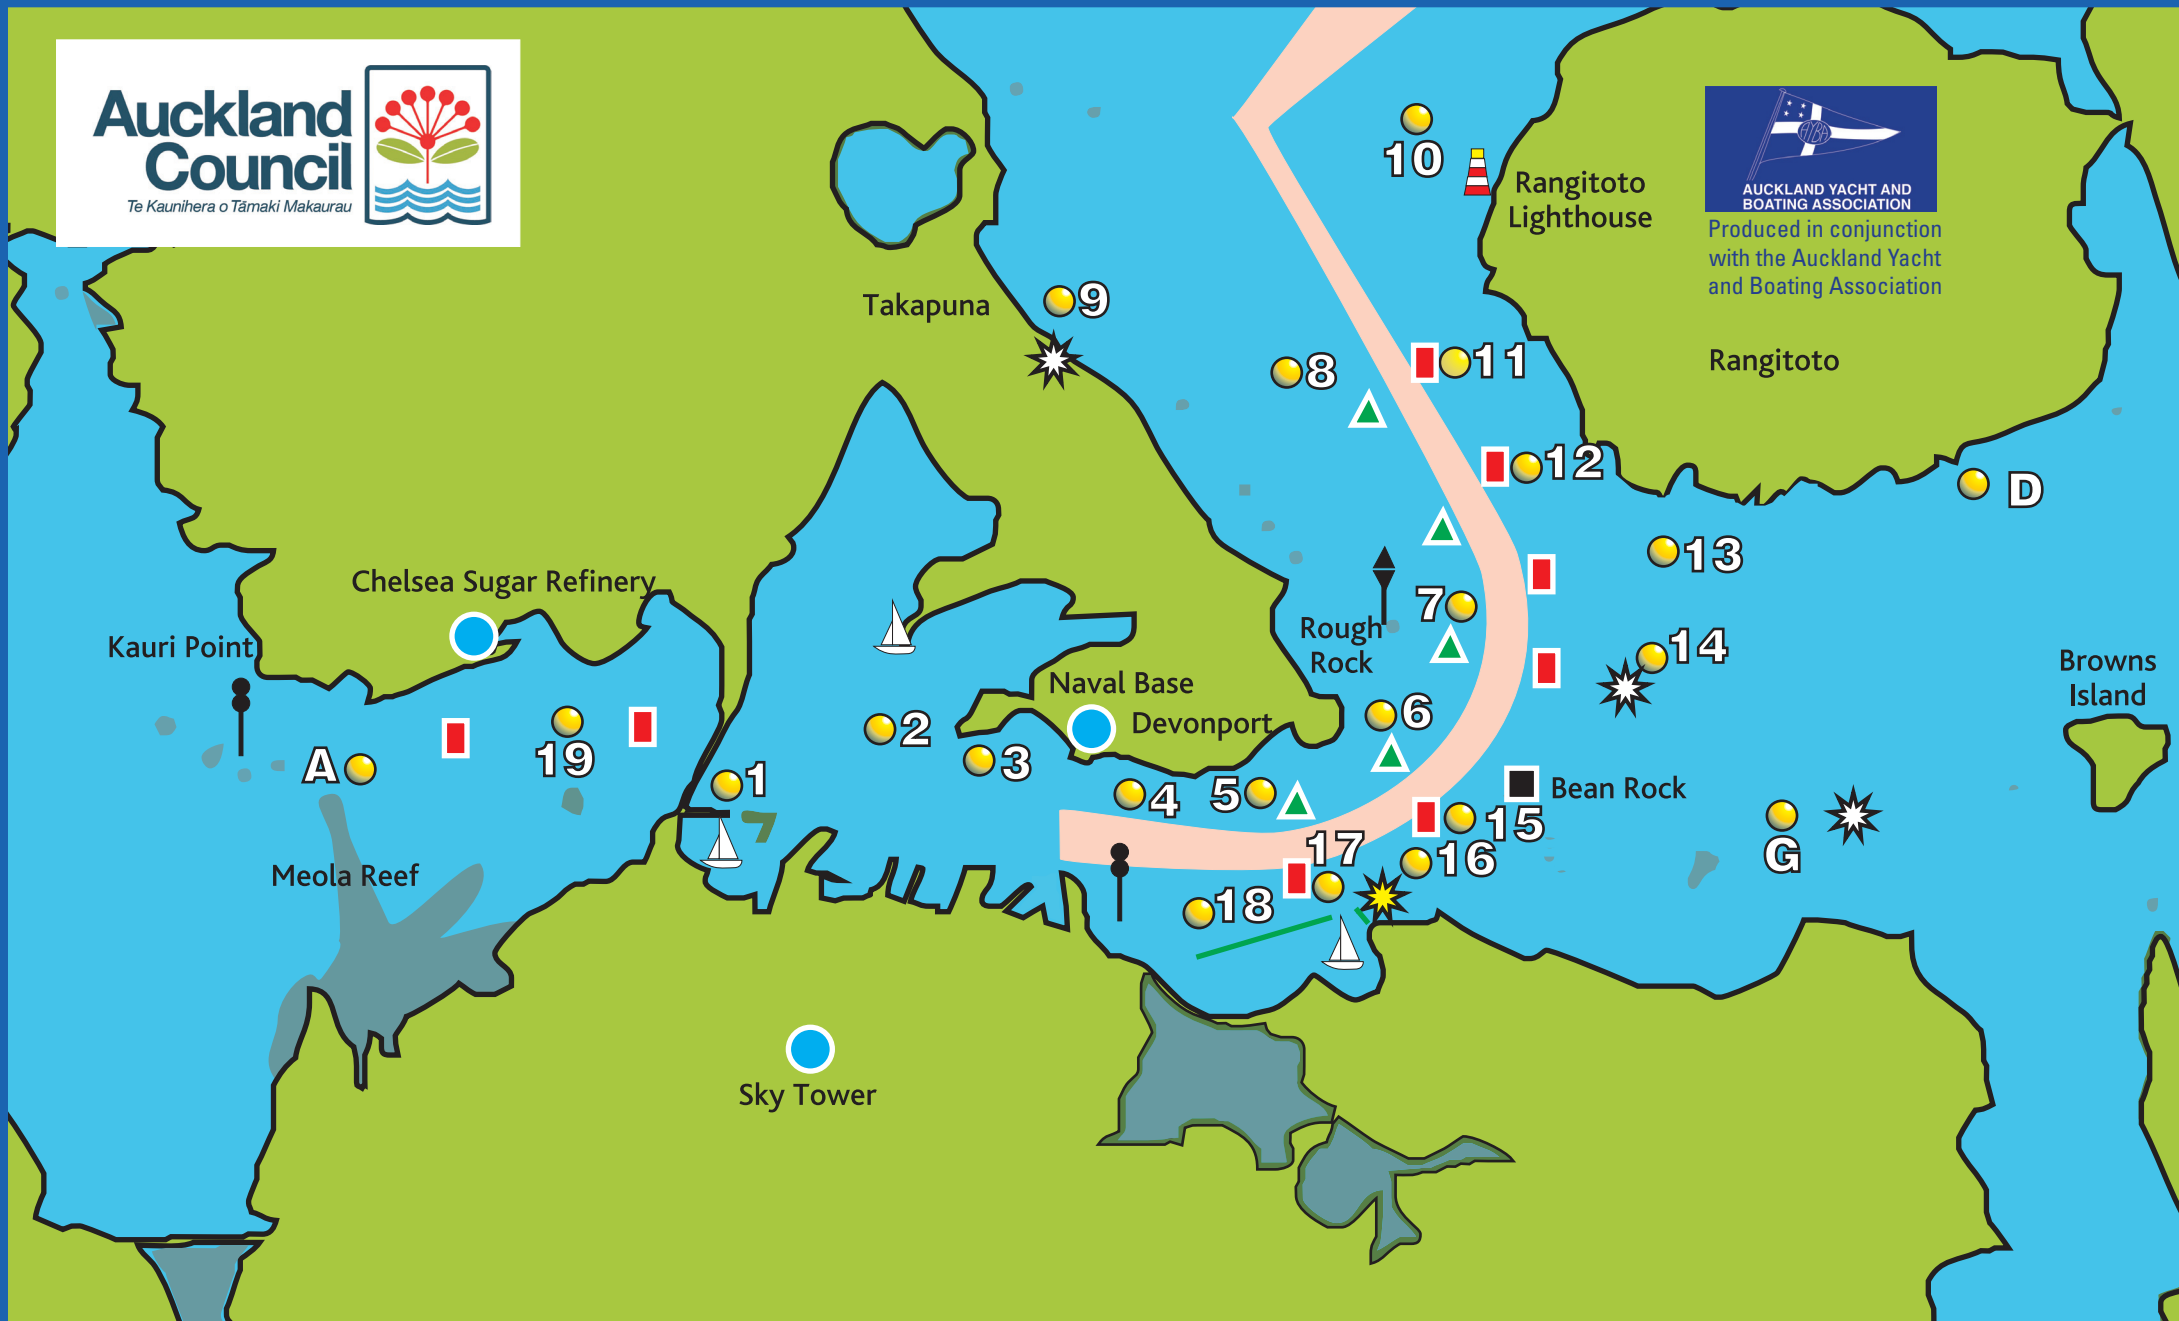 Auckland
Council
Te Kaunihera o Tāmaki Makaurau
AYBA
AUCKLAND YACHT AND
BOATING ASSOCIATION
Produced in conjunction
with the Auckland Yacht
and Boating Association
10
Rangitoto
Lighthouse
Takapuna
9
8
11
Rangitoto
12
D
13
Chelsea Sugar Refinery
Kauri Point
7
Rough
Rock
14
Browns
Island
Naval Base
Devonport
6
2
3
A
19
1
4
5
Bean Rock
15
17
16
G
Meola Reef
18
Sky Tower